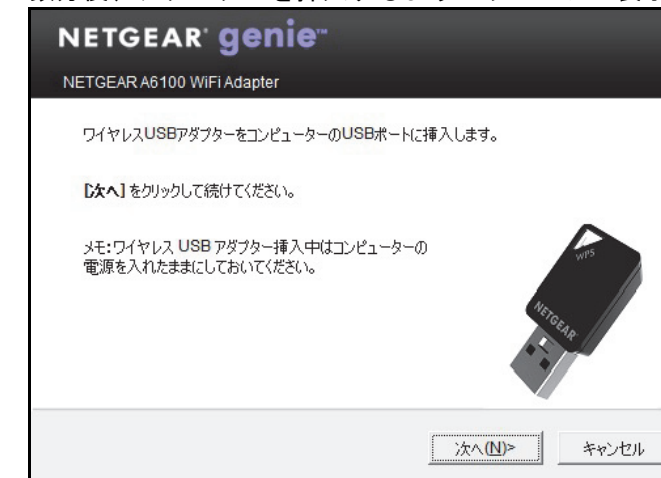 NETGEAR® genie™
NETGEAR A6100 WiFi Adapter
ワイヤレスUSBアダプターをコンピューターのUSBポートに挿入します。
[次へ] をクリックして続けてください。
メモ:ワイヤレス USB アダプター挿入中はコンピューターの
電源を入れたままにしておいてください。
WPS
NETGEAR
次へ(N)>
キャンセル